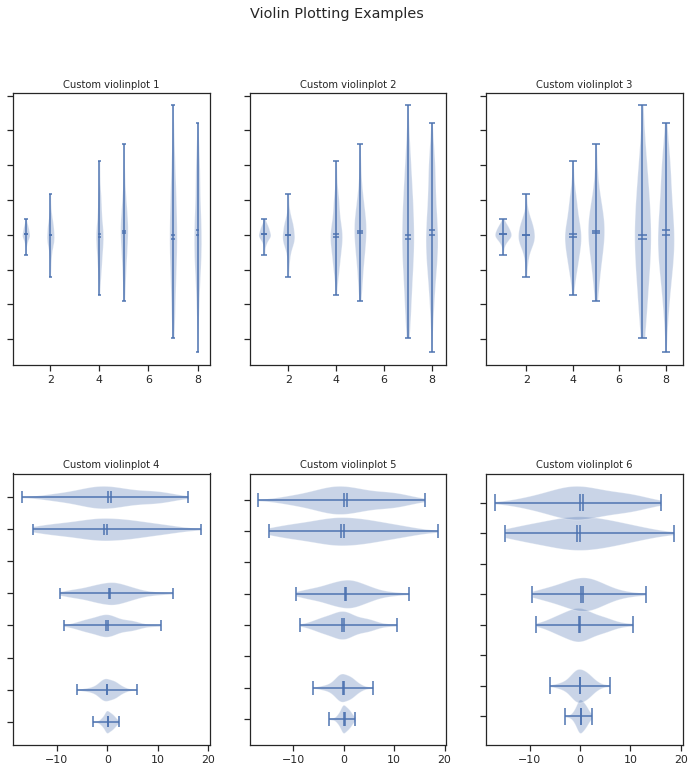 Violin Plotting Examples
Custom violinplot 1
Custom violinplot 2
Custom violinplot 3
2 4 6 8
2 4 6 8
2 4 6 8
Custom violinplot 4
Custom violinplot 5
Custom violinplot 6
−10 0 10 20
−10 0 10 20
−10 0 10 20